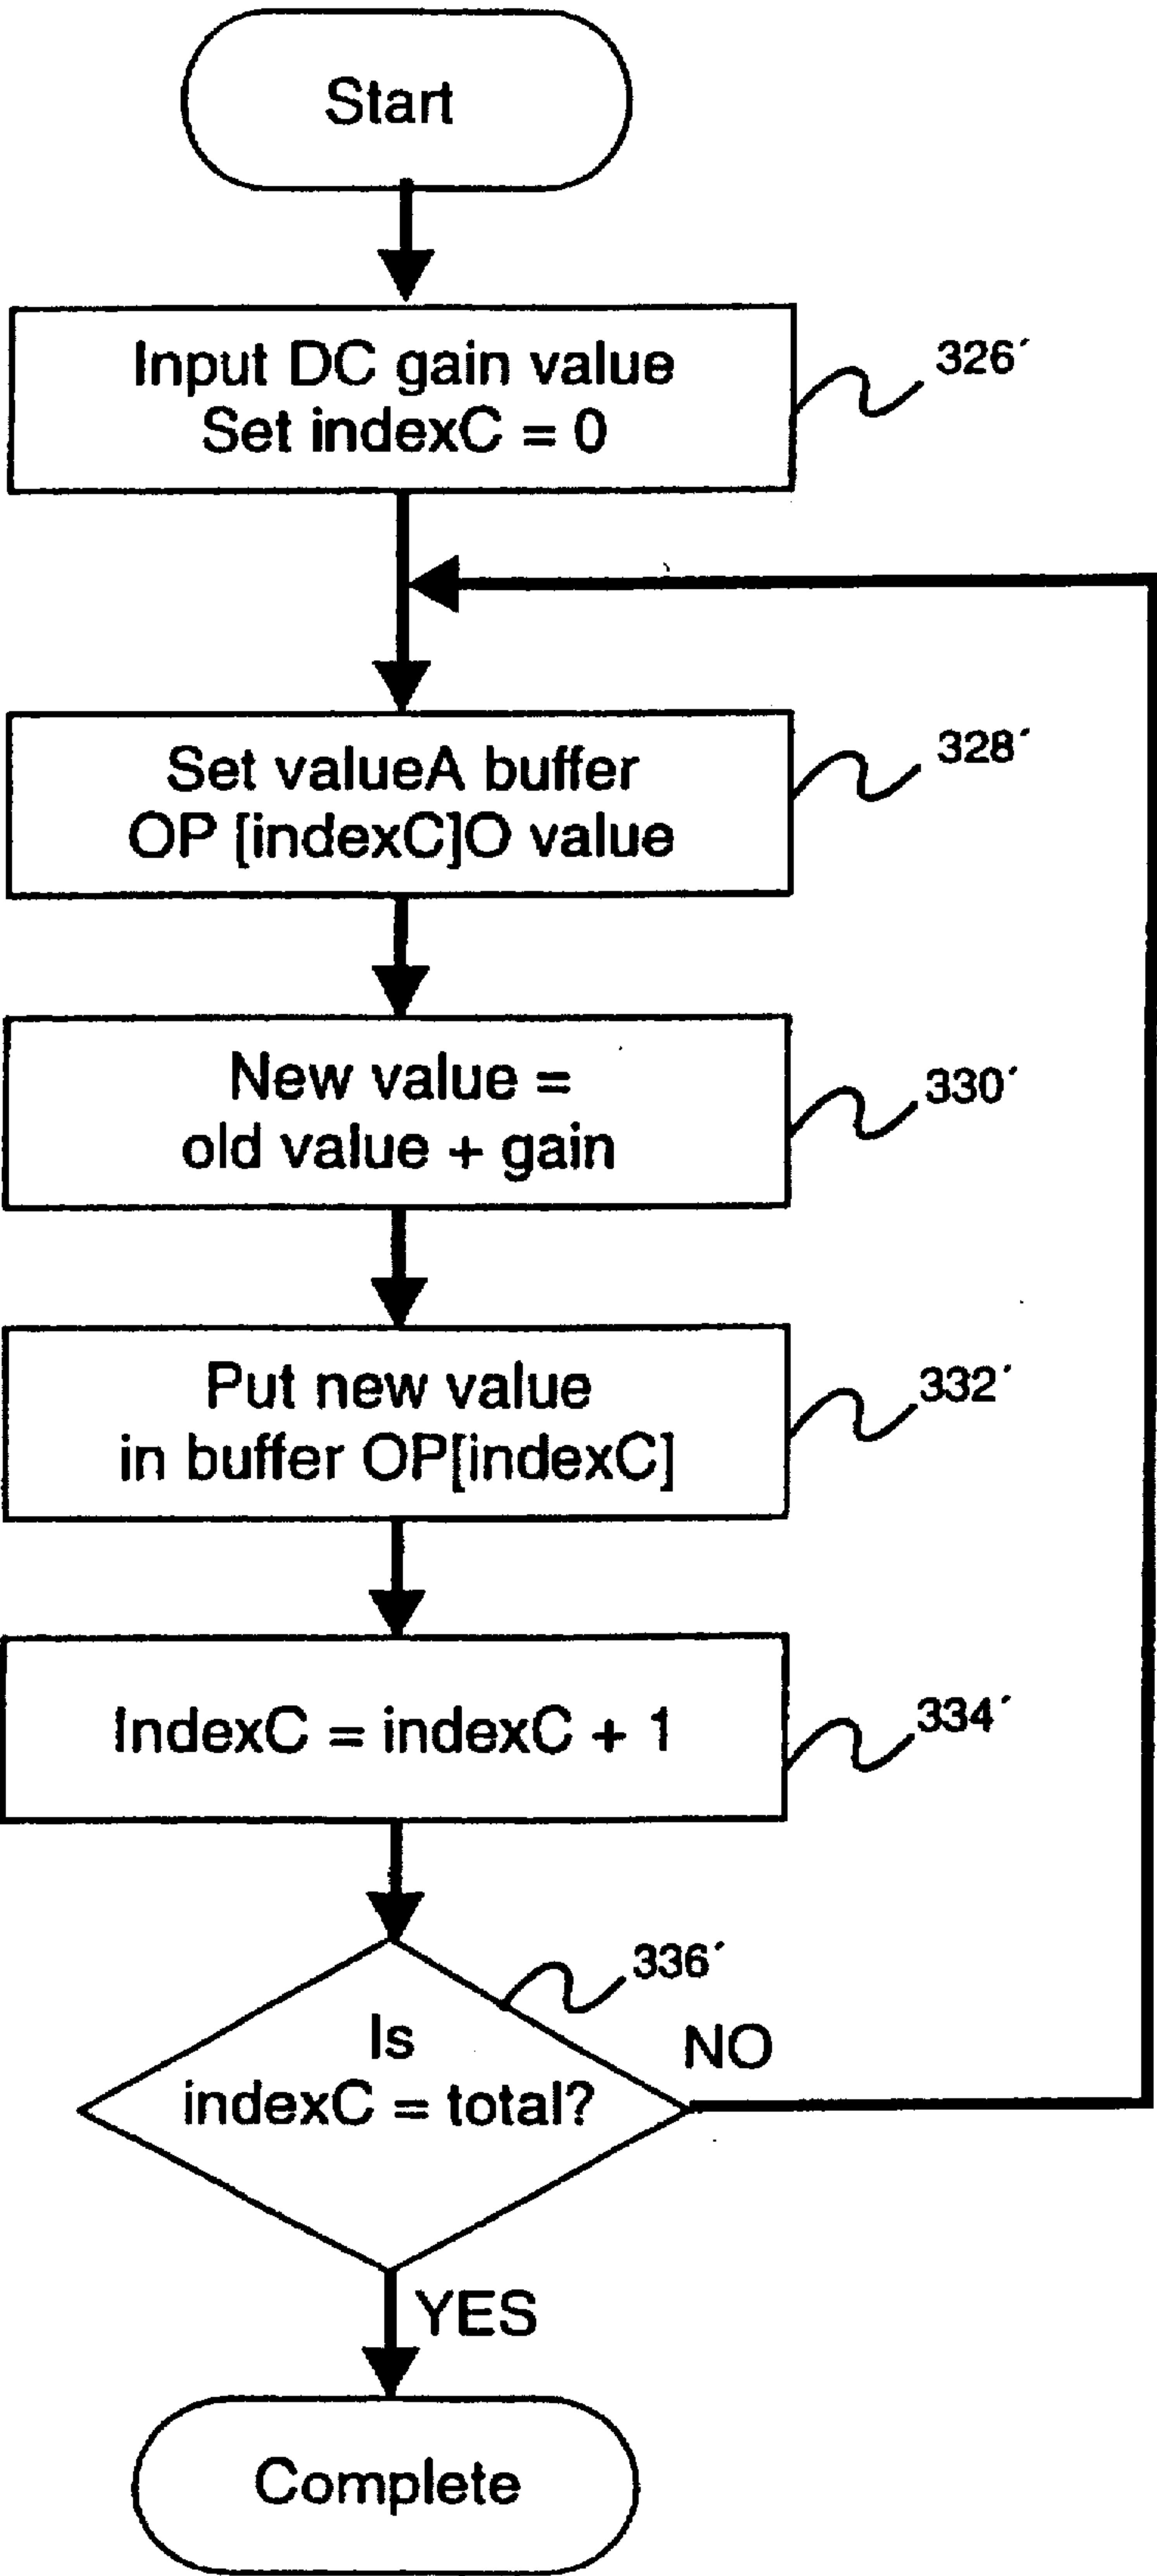 Start
Input DC gain value
Set indexC = 0
326´
Set valueA buffer
OP [indexC]O value
328´
New value =
old value + gain
330´
Put new value
in buffer OP[indexC]
332´
IndexC = indexC + 1
334´
336´
Is
indexC = total?
NO
YES
Complete